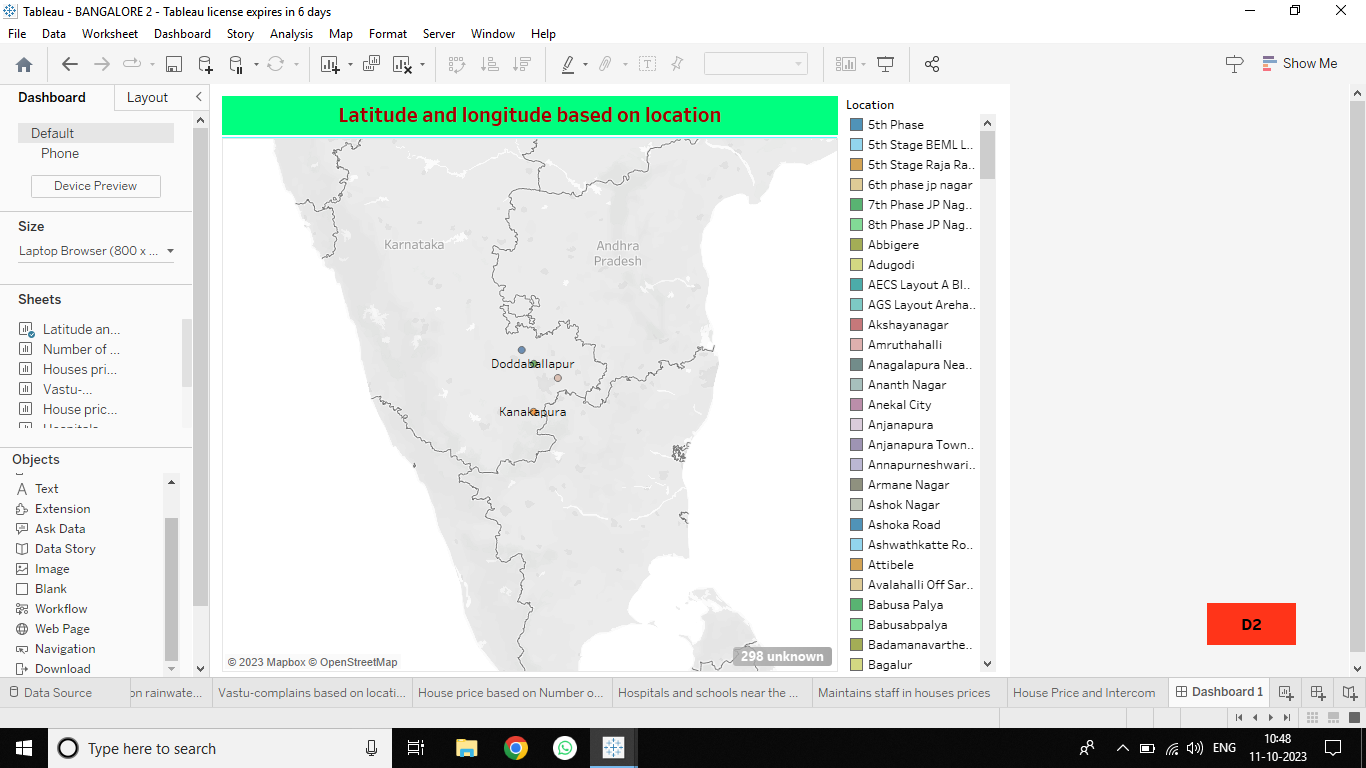 Tableau - BANGALORE 2 - Tableau license expires in 6 days
File Data Worksheet Dashboard Story Analysis Map Format Server Window Help
Show Me
Dashboard Layout
Default
Phone
Device Preview
Size
Laptop Browser (800 x ...
Sheets
Latitude an...
Number of ...
Houses pri...
Vastu-...
House pric...
Hospitals
Objects
Text
Extension
Ask Data
Data Story
Image
Blank
Workflow
Web Page
Navigation
Download
Latitude and longitude based on location
Karnataka
Andhra
Pradesh
Doddaballapur
Kanakapura
© 2023 Mapbox © OpenStreetMap
298 unknown
Location
5th Phase
5th Stage BEML L..
5th Stage Raja Ra..
6th phase jp nagar
7th Phase JP Nag..
8th Phase JP Nag..
Abbigere
Adugodi
AECS Layout A Bl..
AGS Layout Areha..
Akshayanagar
Amruthahalli
Anagalapura Nea..
Ananth Nagar
Anekal City
Anjanapura
Anjanapura Town..
Annapurneshwari..
Armane Nagar
Ashok Nagar
Ashoka Road
Ashwathkatte Ro..
Attibele
Avalahalli Off Sar..
Babusa Palya
Babusabpalya
Badamanavarthe..
Bagalur
D2
Data Source on rainwate... Vastu-complains based on locati... House price based on Number o... Hospitals and schools near the ... Maintains staff in houses prices House Price and Intercom Dashboard 1
Type here to search
ENG
10:48
11-10-2023